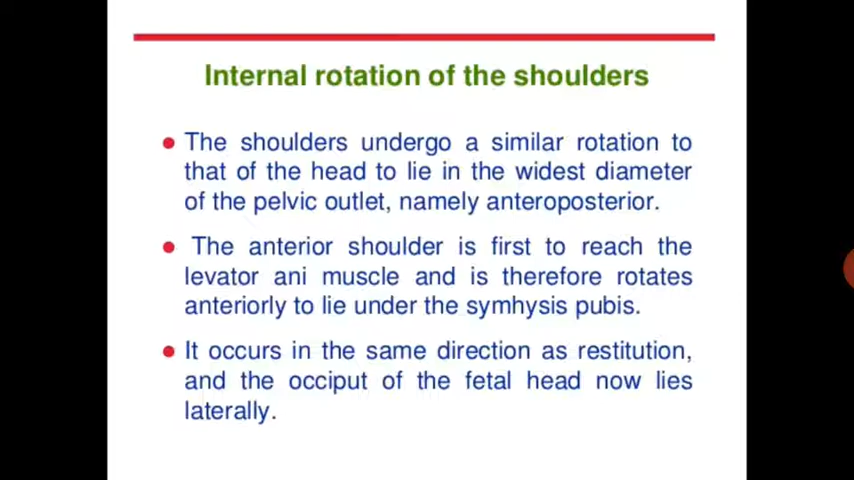 Internal rotation of the shoulders
● The shoulders undergo a similar rotation to
that of the head to lie in the widest diameter
of the pelvic outlet, namely anteroposterior.
● The anterior shoulder is first to reach the
levator ani muscle and is therefore rotates
anteriorly to lie under the symhysis pubis.
● It occurs in the same direction as restitution,
and the occiput of the fetal head now lies
laterally.